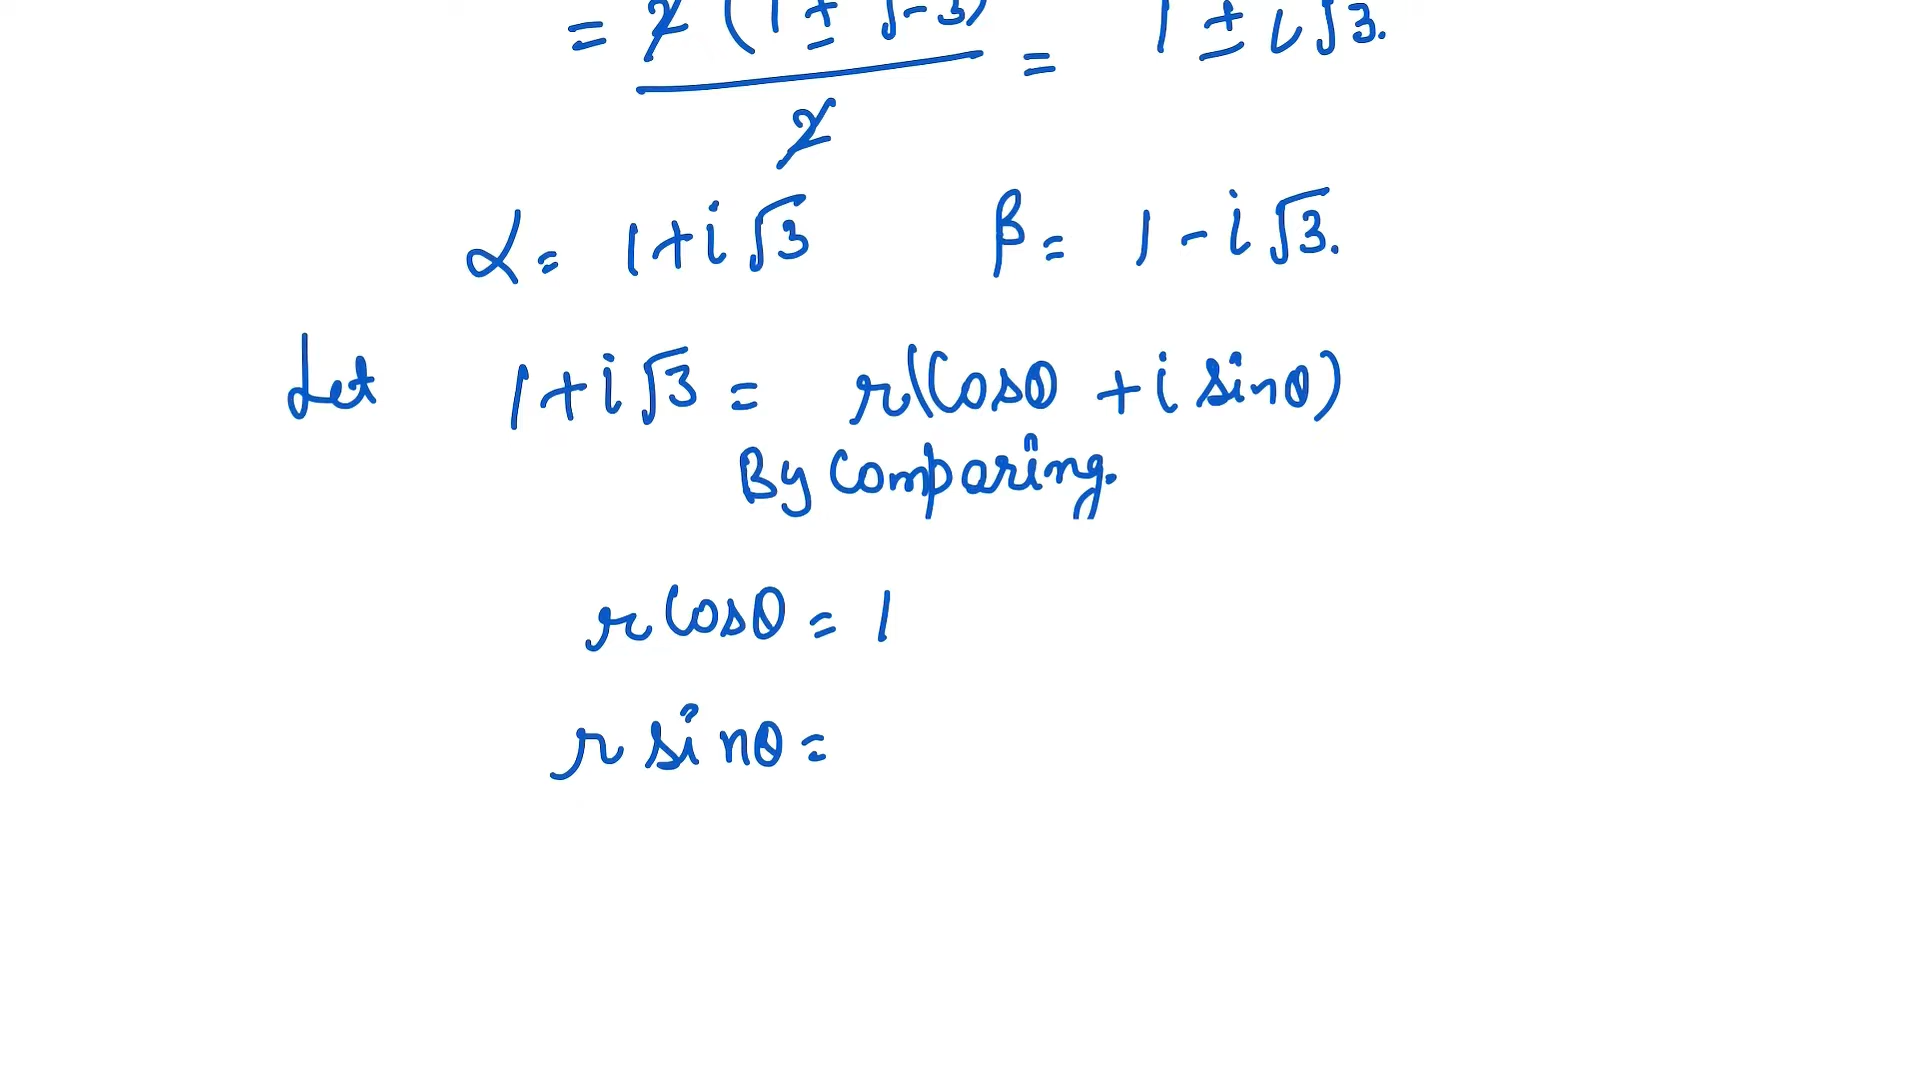 = 2 (1 ± √-3) / 2 = 1 ± i√3.
α = 1+i√3 β = 1-i√3.
Let 1+i√3 = r(Cosθ + i sinθ)
By Comparing.
r Cosθ = 1
r sinθ =